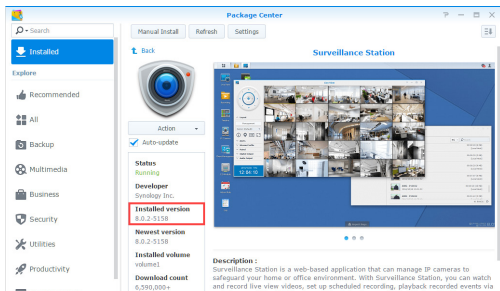 Package Center
Search
Manual Install
Refresh
Settings
Installed
Explore
Recommended
All
Backup
Multimedia
Business
Security
Utilities
Productivity
Back
Surveillance Station
Action
Auto-update
Status
Running
Developer
Synology Inc.
Installed version
8.0.2-5158
Newest version
8.0.2-5158
Installed volume
volume1
Download count
6,590,000+
Description :
Surveillance Station is a web-based application that can manage IP cameras to
safeguard your home or office environment. With Surveillance Station, you can watch
and record live view videos, set up scheduled recording, playback recorded events via